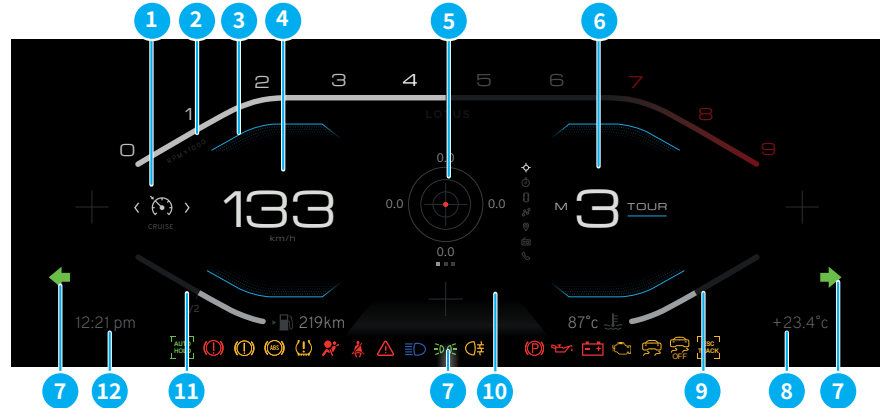 1 2 3 4 5 6
0 1 2 3 4 5 6 7 8 9
RPM×1000
LOTUS
0.0
0.0 0.0
0.0
CRUISE
133
km/h
M 3 TOUR
/2
12:21 pm
219km
87°c
+23.4°c
AUTO HOLD
ABS
P
OFF
ESC
TRACK
7 12 11 7 10 9 8 7